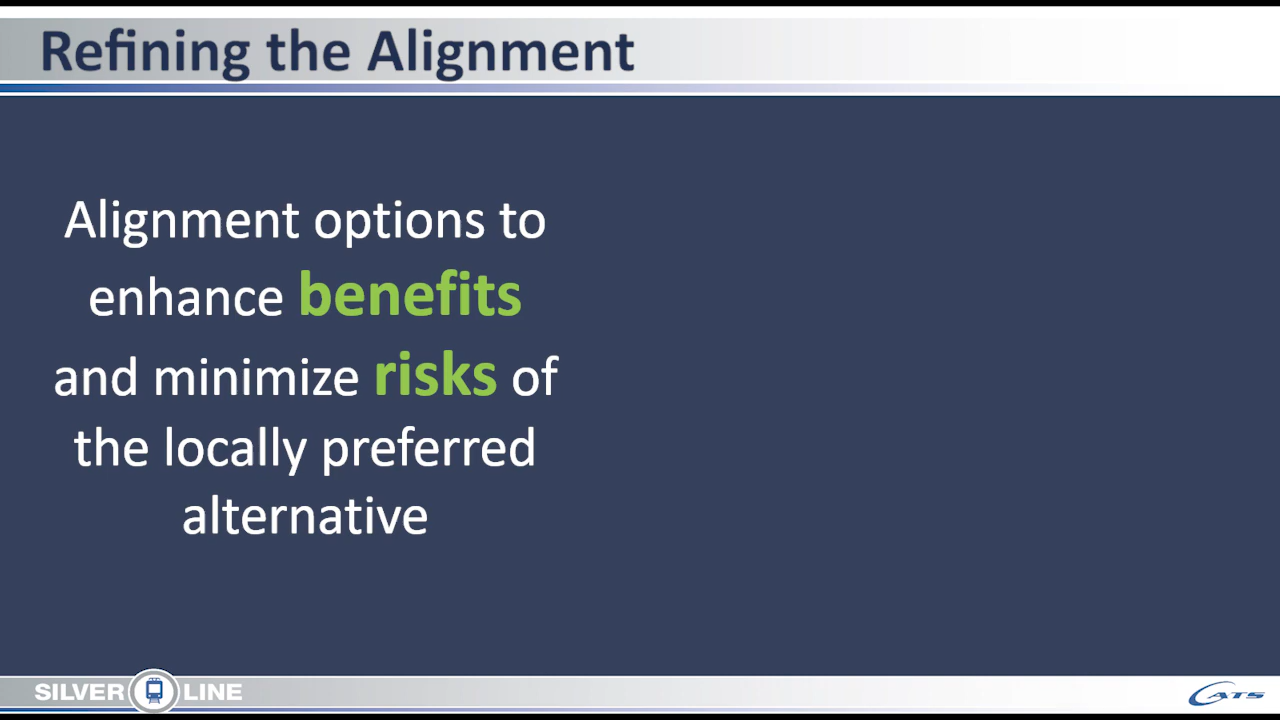 Refining the Alignment
Alignment options to
enhance benefits
and minimize risks of
the locally preferred
alternative
SILVER LINE
CATS